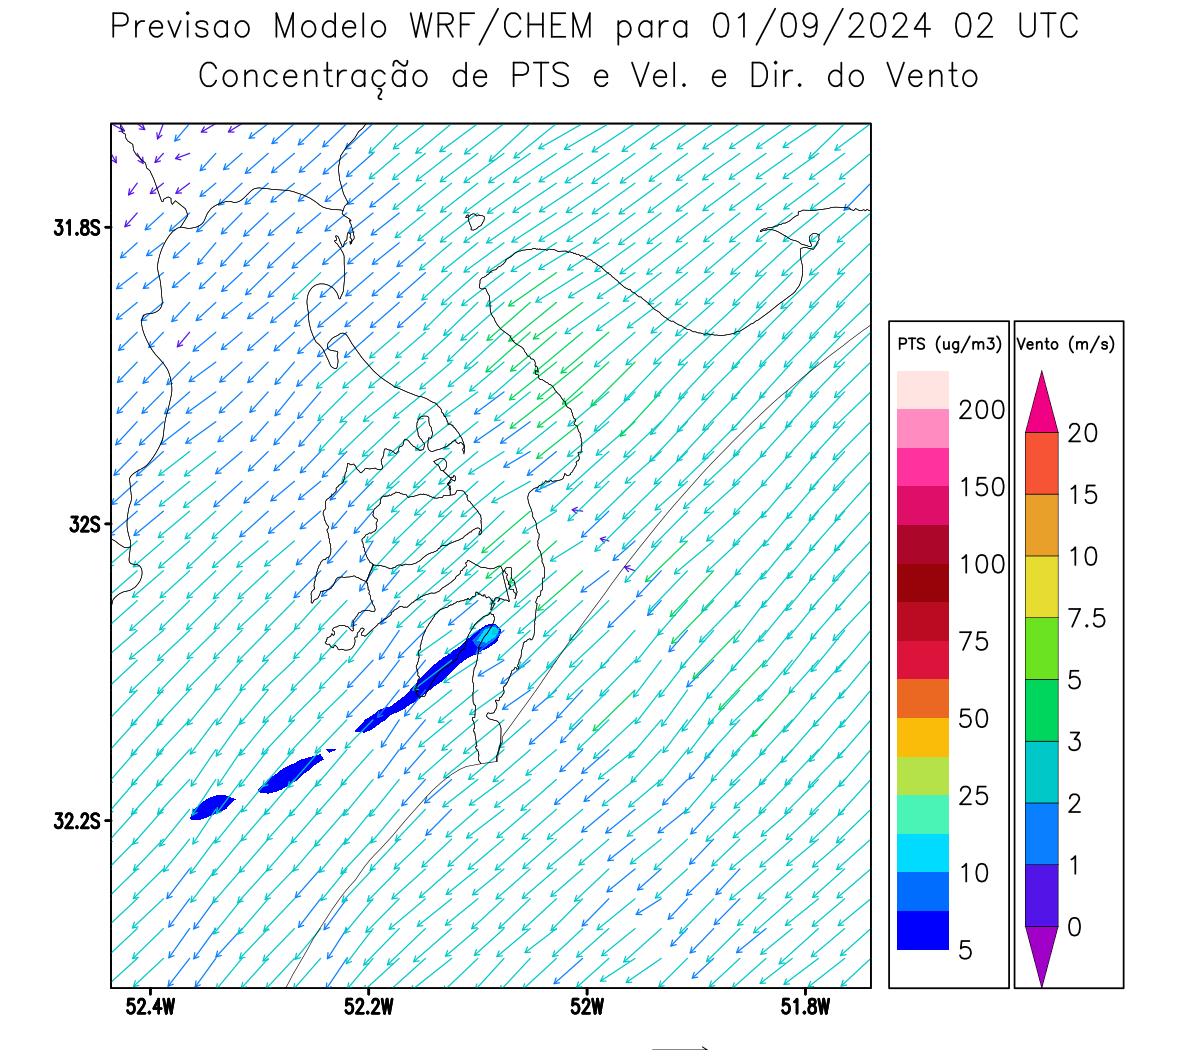 Previsao Modelo WRF/CHEM para 01/09/2024 02 UTC
Concentração de PTS e Vel. e Dir. do Vento
31.8S
32S
32.2S
52.4W
52.2W
52W
51.8W
PTS (ug/m3)
200
150
100
75
50
25
10
5
Vento (m/s)
20
15
10
7.5
5
3
2
1
0